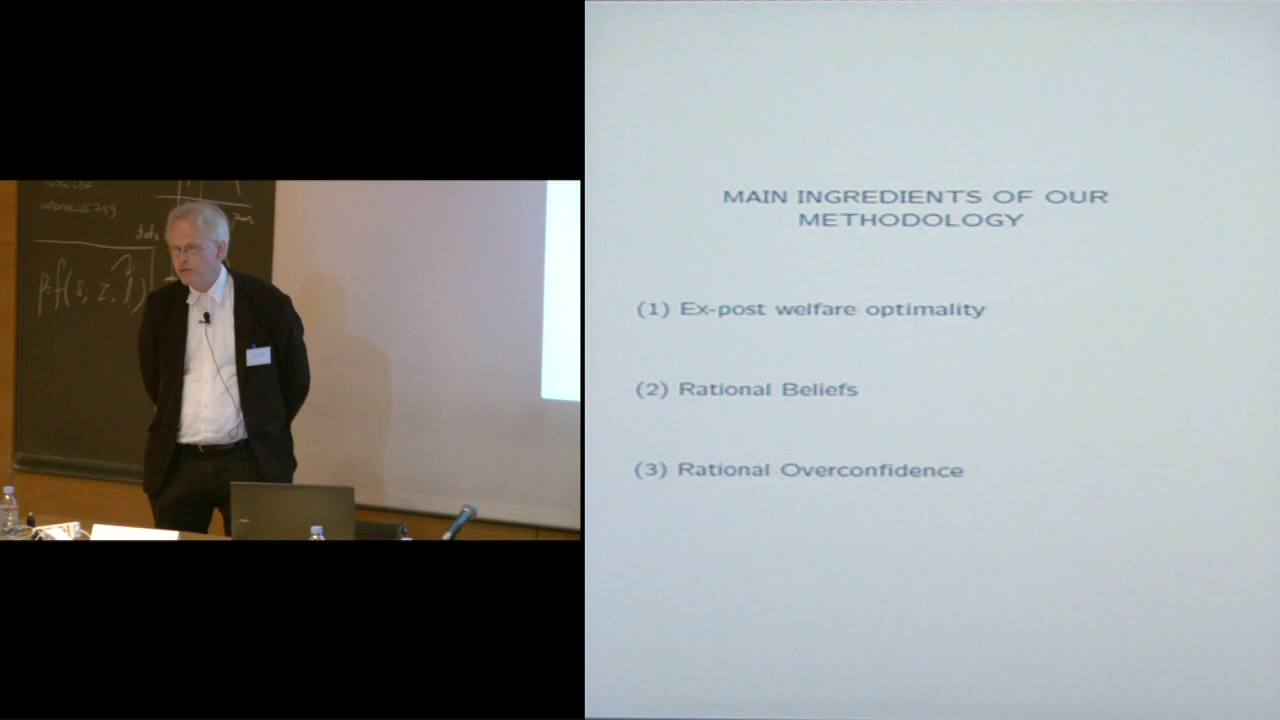 p=f(s, z, l)
MAIN INGREDIENTS OF OUR
METHODOLOGY
(1) Ex-post welfare optimality
(2) Rational Beliefs
(3) Rational Overconfidence